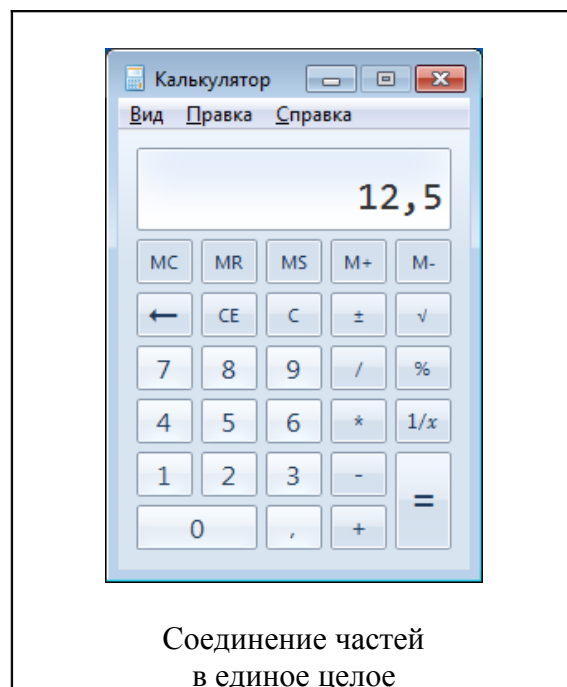 Калькулятор
Вид Правка Справка
12,5
MC MR MS M+ M-
← CE C ± √
7 8 9 / %
4 5 6 * 1/x
1 2 3 - =
0 , +
Соединение частей
в единое целое